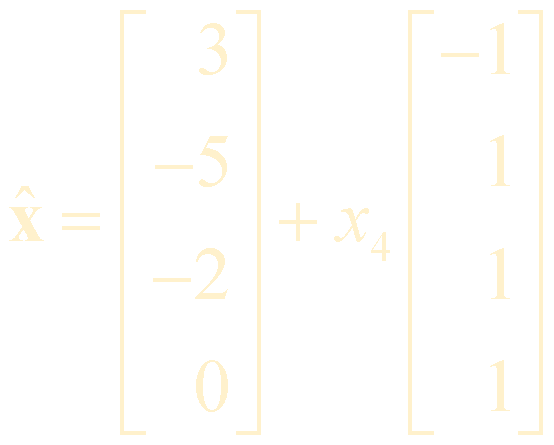 x̂ = [3 −5 −2 0] + x₄ [−1 1 1 1]